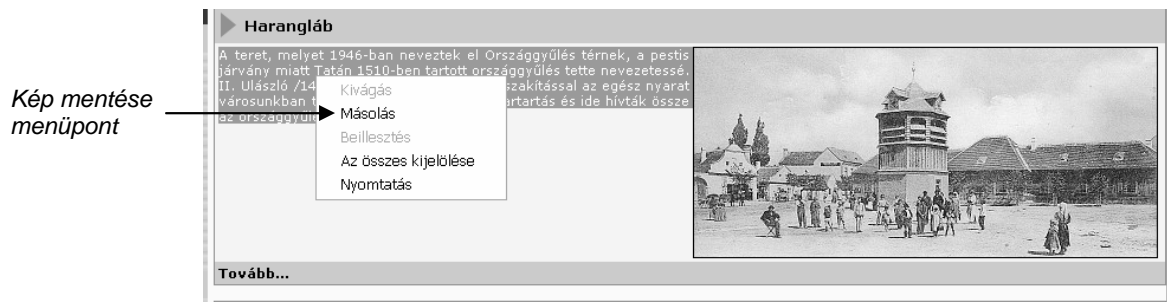 Harangláb
A teret, melyet 1946-ban neveztek el Országgyűlés térnek, a pestis
járvány miatt Tatán 1510-ben tartott országgyűlés tette nevezetessé.
II. Ulászló /14 szakítással az egész nyarat
városunkban t artartás és ide hívták össze
az országgyűlé
Kép mentése
menüpont
Kivágás
Másolás
Beillesztés
Az összes kijelölése
Nyomtatás
Tovább...